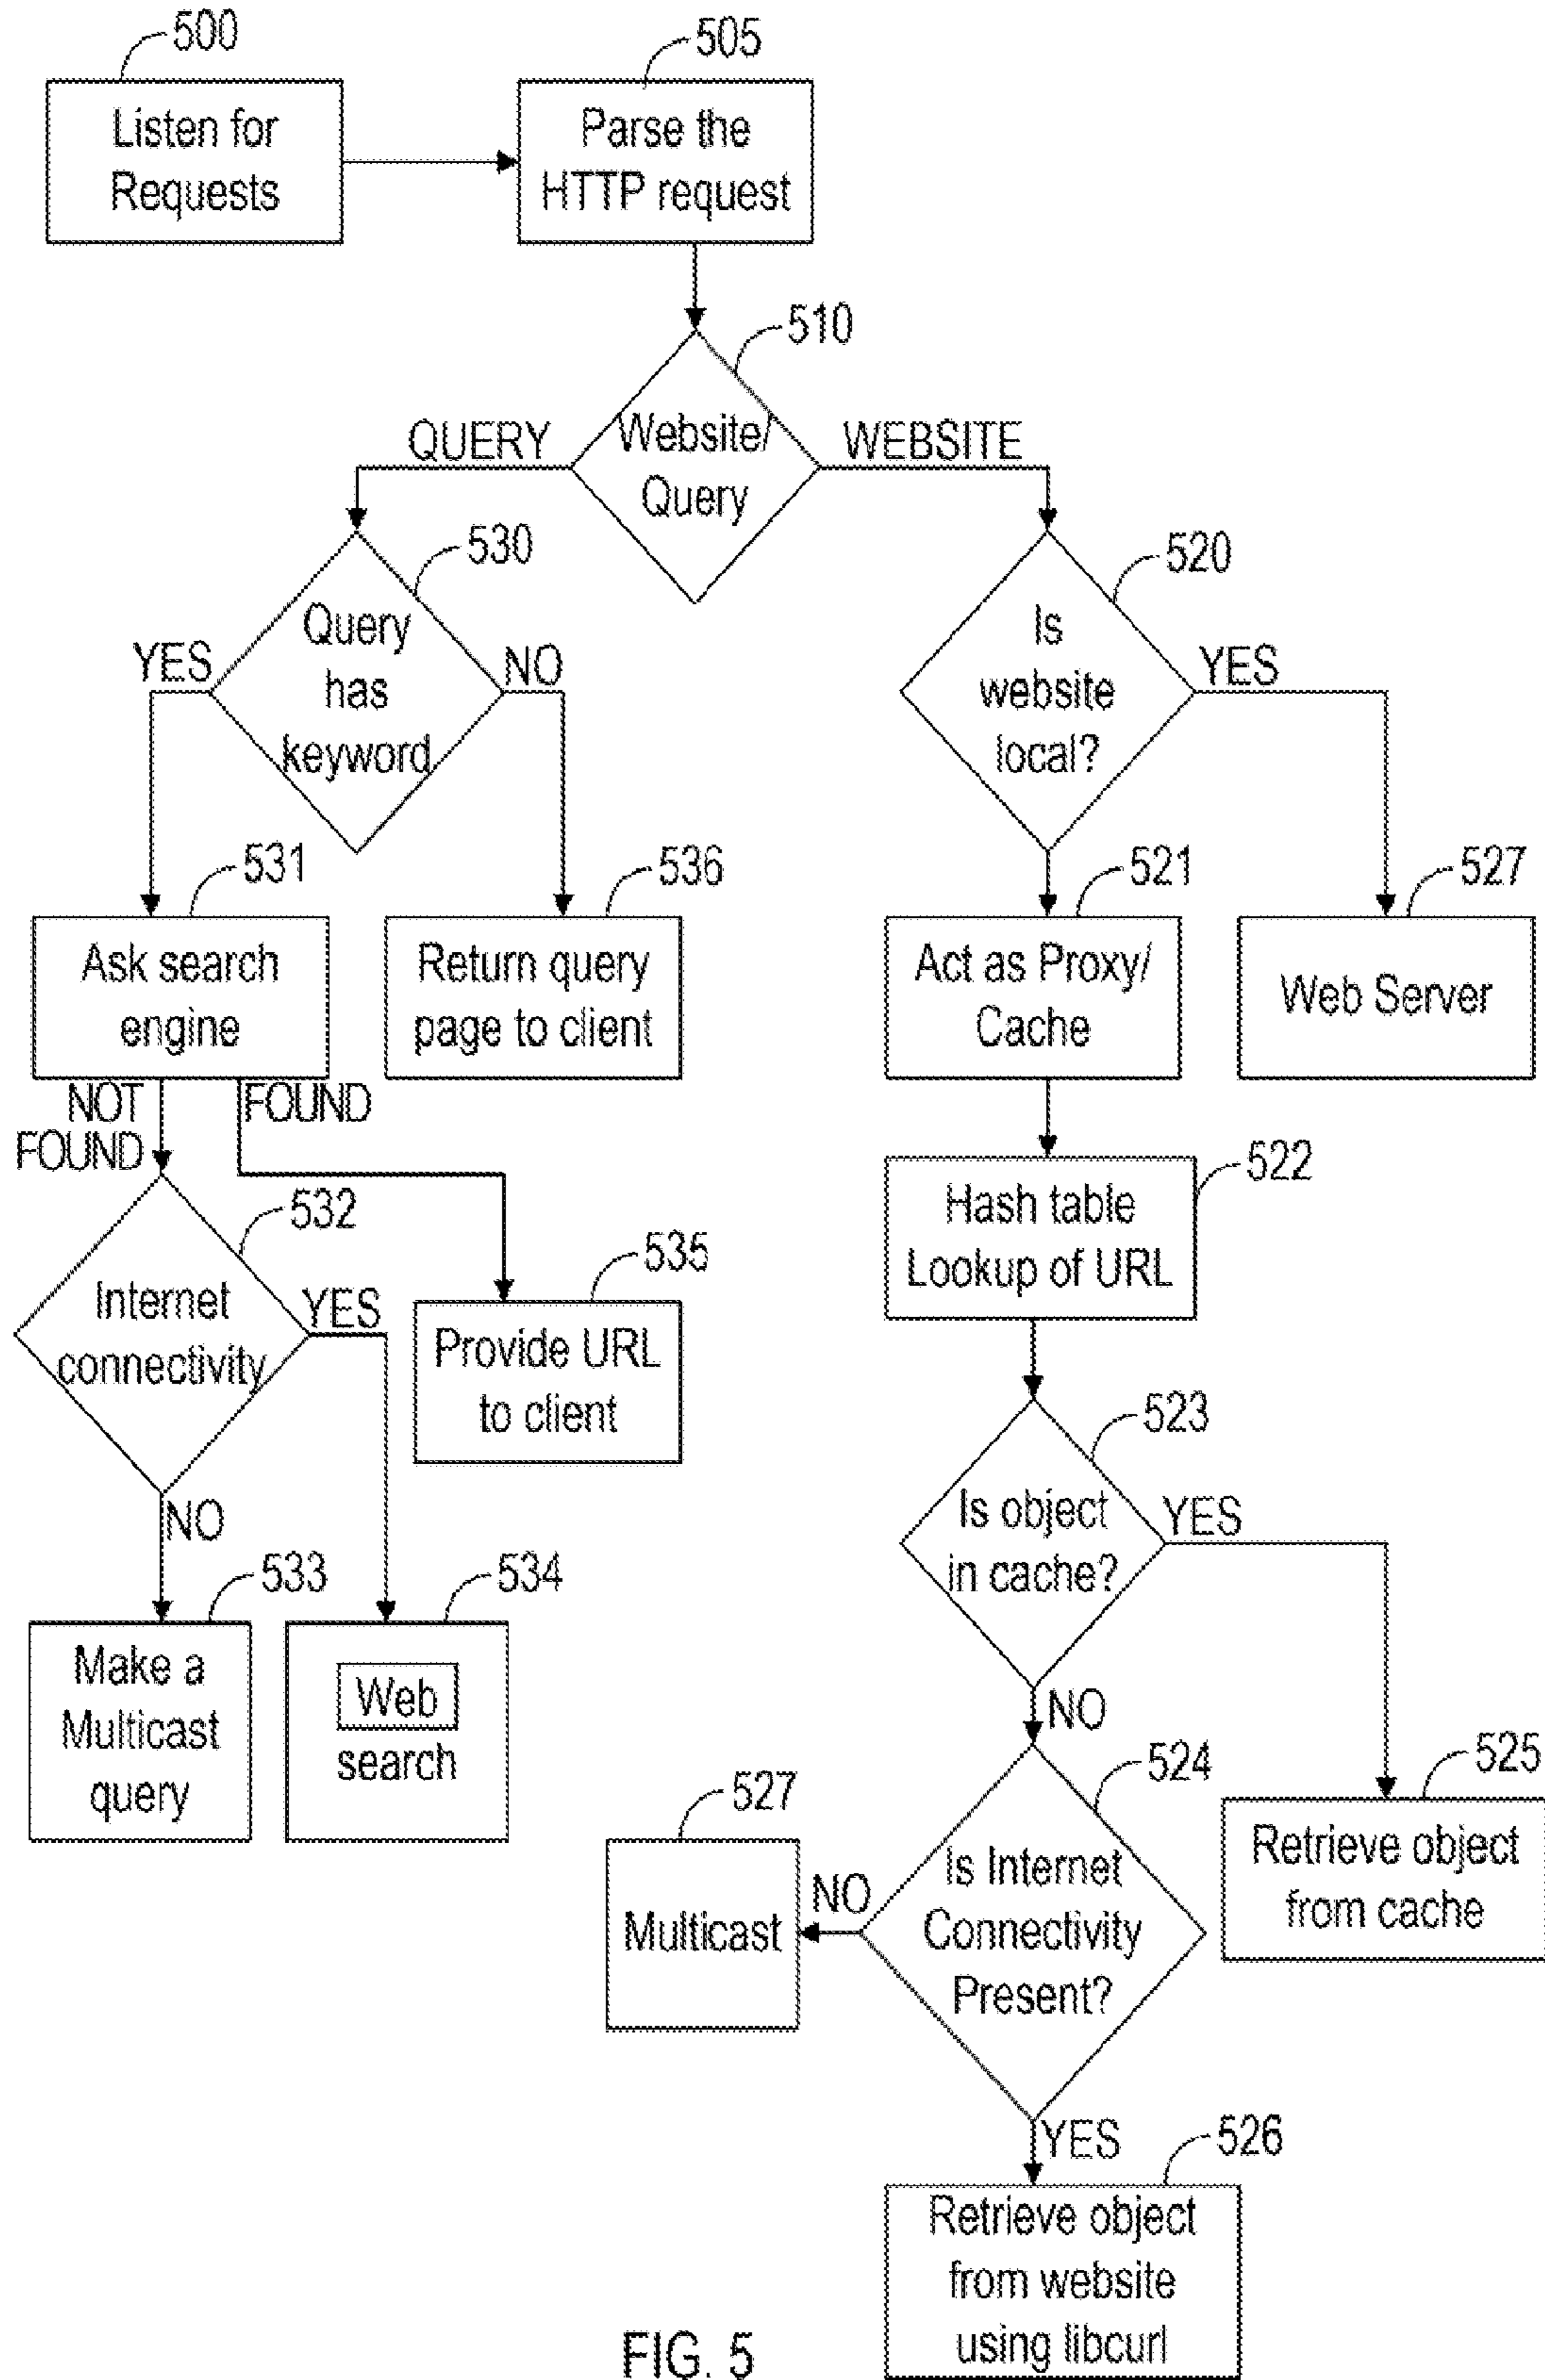 500
505
Listen for
Requests
Parse the
HTTP request
510
Website/
Query
QUERY
WEBSITE
530
Query
has
keyword
YES
NO
520
Is
website
local?
YES
531
Ask search
engine
536
Return query
page to client
521
Act as Proxy/
Cache
527
Web Server
NOT
FOUND
FOUND
522
Hash table
Lookup of URL
532
Internet
connectivity
YES
NO
535
Provide URL
to client
523
Is object
in cache?
YES
NO
533
Make a
Multicast
query
534
Web
search
524
Is Internet
Connectivity
Present?
NO
527
Multicast
525
Retrieve object
from cache
YES
526
Retrieve object
from website
using libcurl
FIG. 5